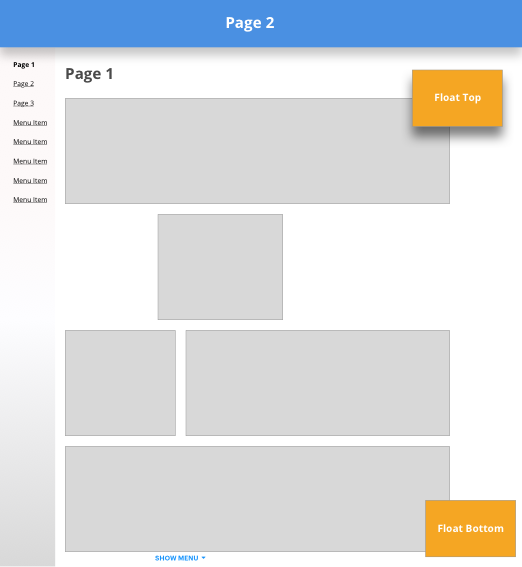 Page 2
Page 1
Page 2
Page 3
Menu Item
Menu Item
Menu Item
Menu Item
Menu Item
Page 1
Float Top
Float Bottom
SHOW MENU